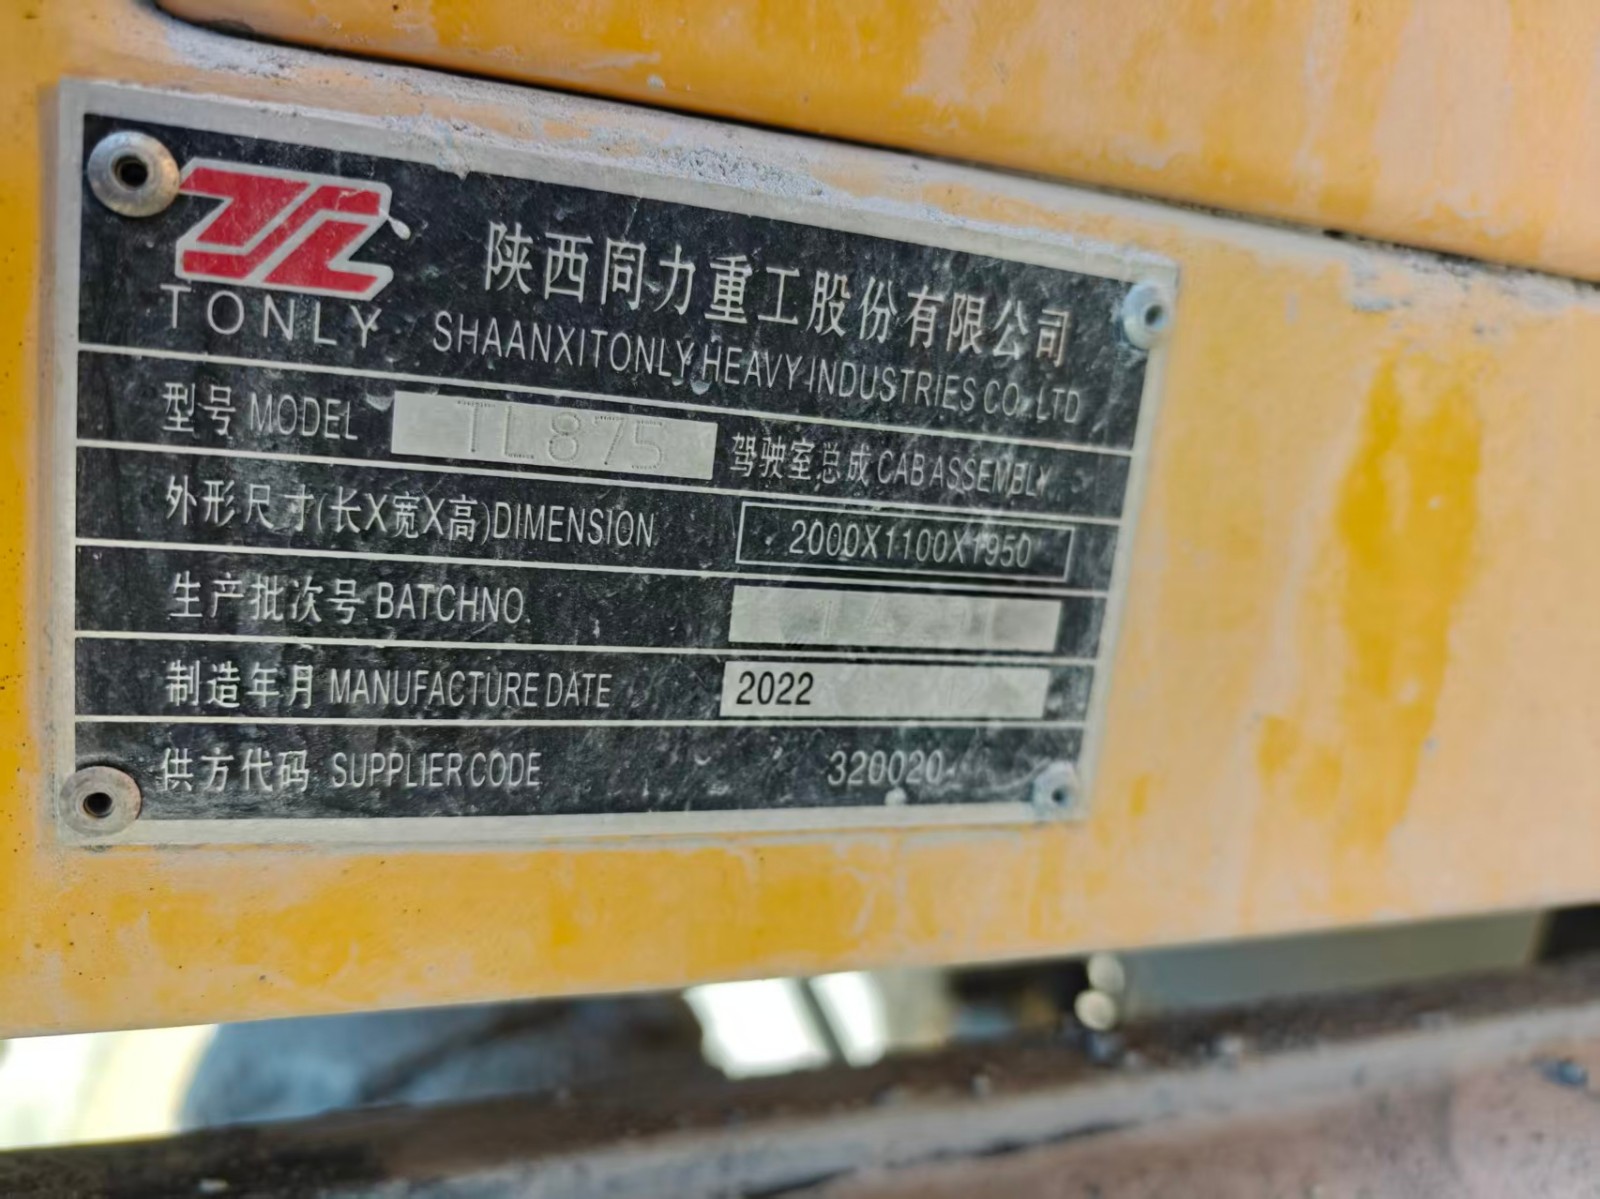 TONLY
陕西同力重工股份有限公司
SHAANXITONLY HEAVY INDUSTRIES CO. LTD
型号 MODEL TL875 驾驶室总成 CAB ASSEMBLY
外形尺寸(长X宽X高)DIMENSION 2000X1100X1950
生产批次号 BATCHNO.
制造年月 MANUFACTURE DATE 2022
供方代码 SUPPLIER CODE 320020